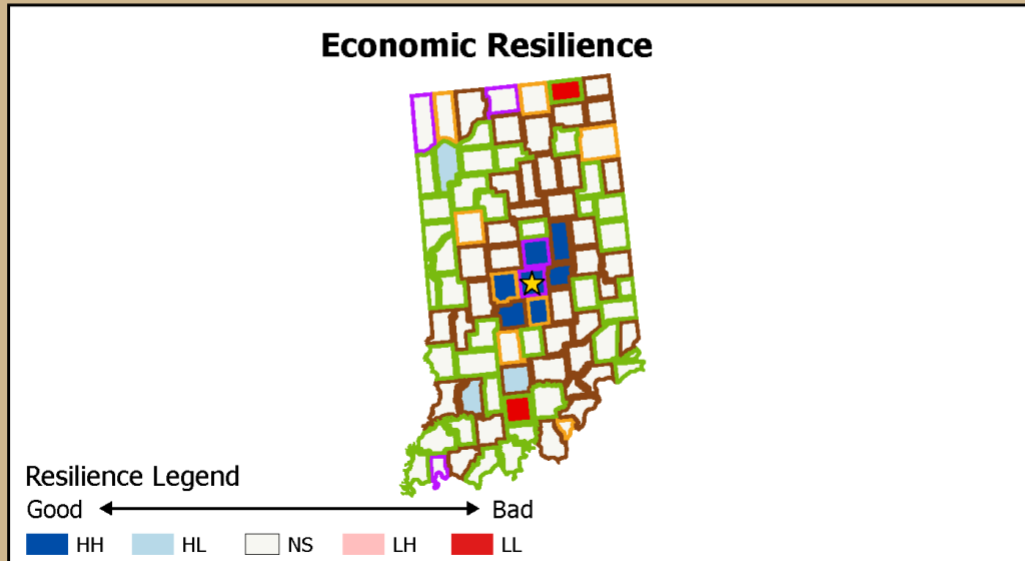 Economic Resilience
Resilience Legend
Good Bad
HH HL NS LH LL